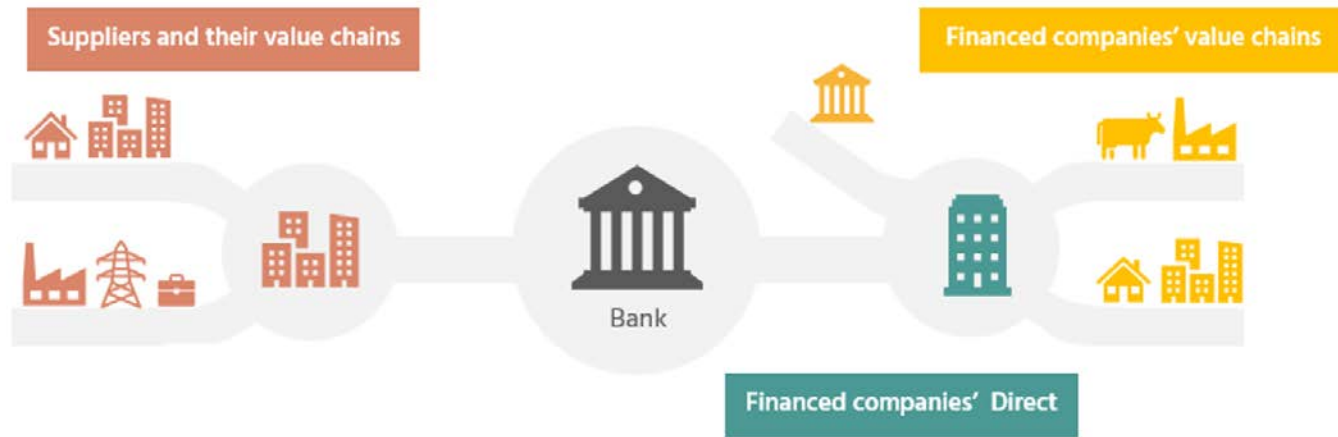 Suppliers and their value chains
Financed companies' value chains
Bank
Financed companies' Direct